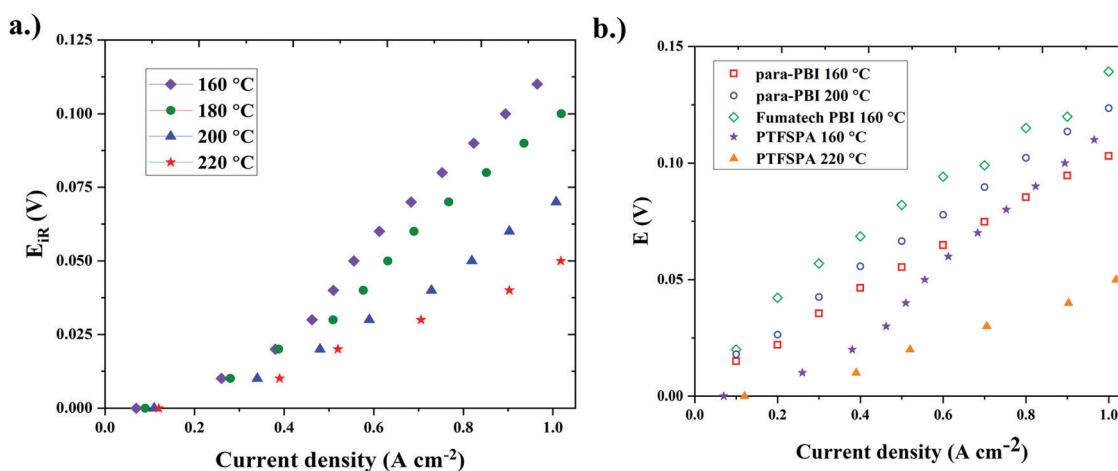 a.)
0.125
0.100
0.075
0.050
0.025
0.000
E_iR (V)
160 °C
180 °C
200 °C
220 °C
0.0 0.2 0.4 0.6 0.8 1.0
Current density (A cm⁻²)
b.)
0.15
0.10
0.05
0.00
E (V)
para-PBI 160 °C
para-PBI 200 °C
Fumatech PBI 160 °C
PTFSPA 160 °C
PTFSPA 220 °C
0.0 0.2 0.4 0.6 0.8 1.0
Current density (A cm⁻²)